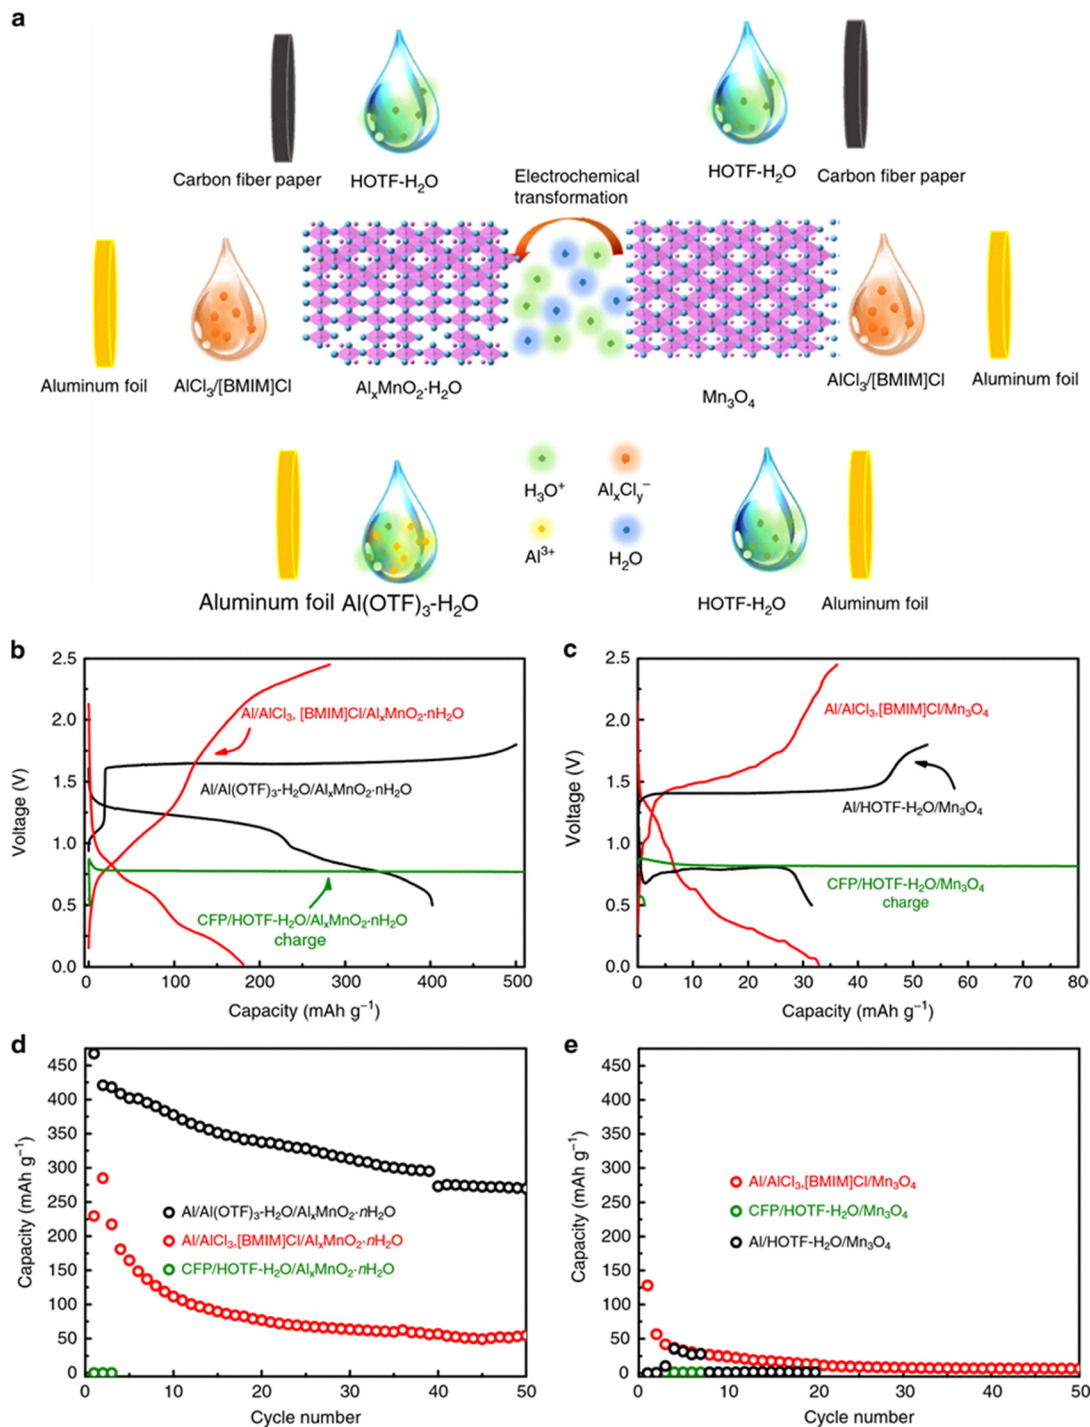 a
Carbon fiber paper
HOTF-H₂O
Electrochemical
transformation
HOTF-H₂O
Carbon fiber paper
Aluminum foil
AlCl₃/[BMIM]Cl
AlₓMnO₂·H₂O
Mn₃O₄
AlCl₃/[BMIM]Cl
Aluminum foil
H₃O⁺
AlₓClᵧ⁻
Al³⁺
H₂O
Aluminum foil
Al(OTF)₃-H₂O
HOTF-H₂O
Aluminum foil
b
2.5
2.0
1.5
1.0
0.5
0.0
Voltage (V)
Al/AlCl₃, [BMIM]Cl/AlₓMnO₂·nH₂O
Al/Al(OTF)₃-H₂O/AlₓMnO₂·nH₂O
CFP/HOTF-H₂O/AlₓMnO₂·nH₂O
charge
0 100 200 300 400 500
Capacity (mAh g⁻¹)
c
2.5
2.0
1.5
1.0
0.5
0.0
Voltage (V)
Al/AlCl₃,[BMIM]Cl/Mn₃O₄
Al/HOTF-H₂O/Mn₃O₄
CFP/HOTF-H₂O/Mn₃O₄
charge
0 10 20 30 40 50 60 70 80
Capacity (mAh g⁻¹)
d
450
400
350
300
250
200
150
100
50
0
Capacity (mAh g⁻¹)
Al/Al(OTF)₃-H₂O/AlₓMnO₂·nH₂O
Al/AlCl₃,[BMIM]Cl/AlₓMnO₂·nH₂O
CFP/HOTF-H₂O/AlₓMnO₂·nH₂O
0 10 20 30 40 50
Cycle number
e
450
400
350
300
250
200
150
100
50
0
Capacity (mAh g⁻¹)
Al/AlCl₃,[BMIM]Cl/Mn₃O₄
CFP/HOTF-H₂O/Mn₃O₄
Al/HOTF-H₂O/Mn₃O₄
0 10 20 30 40 50
Cycle number